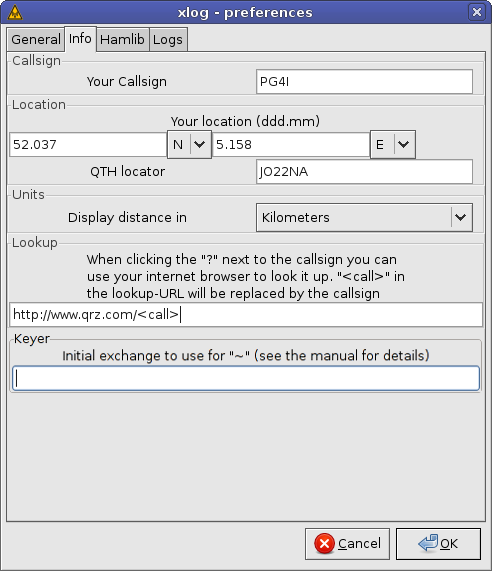 xlog - preferences
General Info Hamlib Logs
Callsign
Your Callsign PG4I
Location
Your location (ddd.mm)
52.037 N 5.158 E
QTH locator JO22NA
Units
Display distance in Kilometers
Lookup
When clicking the "?" next to the callsign you can
use your internet browser to look it up. "<call>" in
the lookup-URL will be replaced by the callsign
http://www.qrz.com/<call>
Keyer
Initial exchange to use for "~" (see the manual for details)
Cancel OK